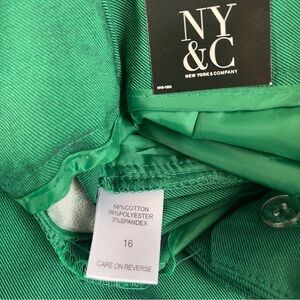 NY
&C
NEW YORK & COMPANY
58%COTTON
39%POLYESTER
3%SPANDEX
16
CARE ON REVERSE